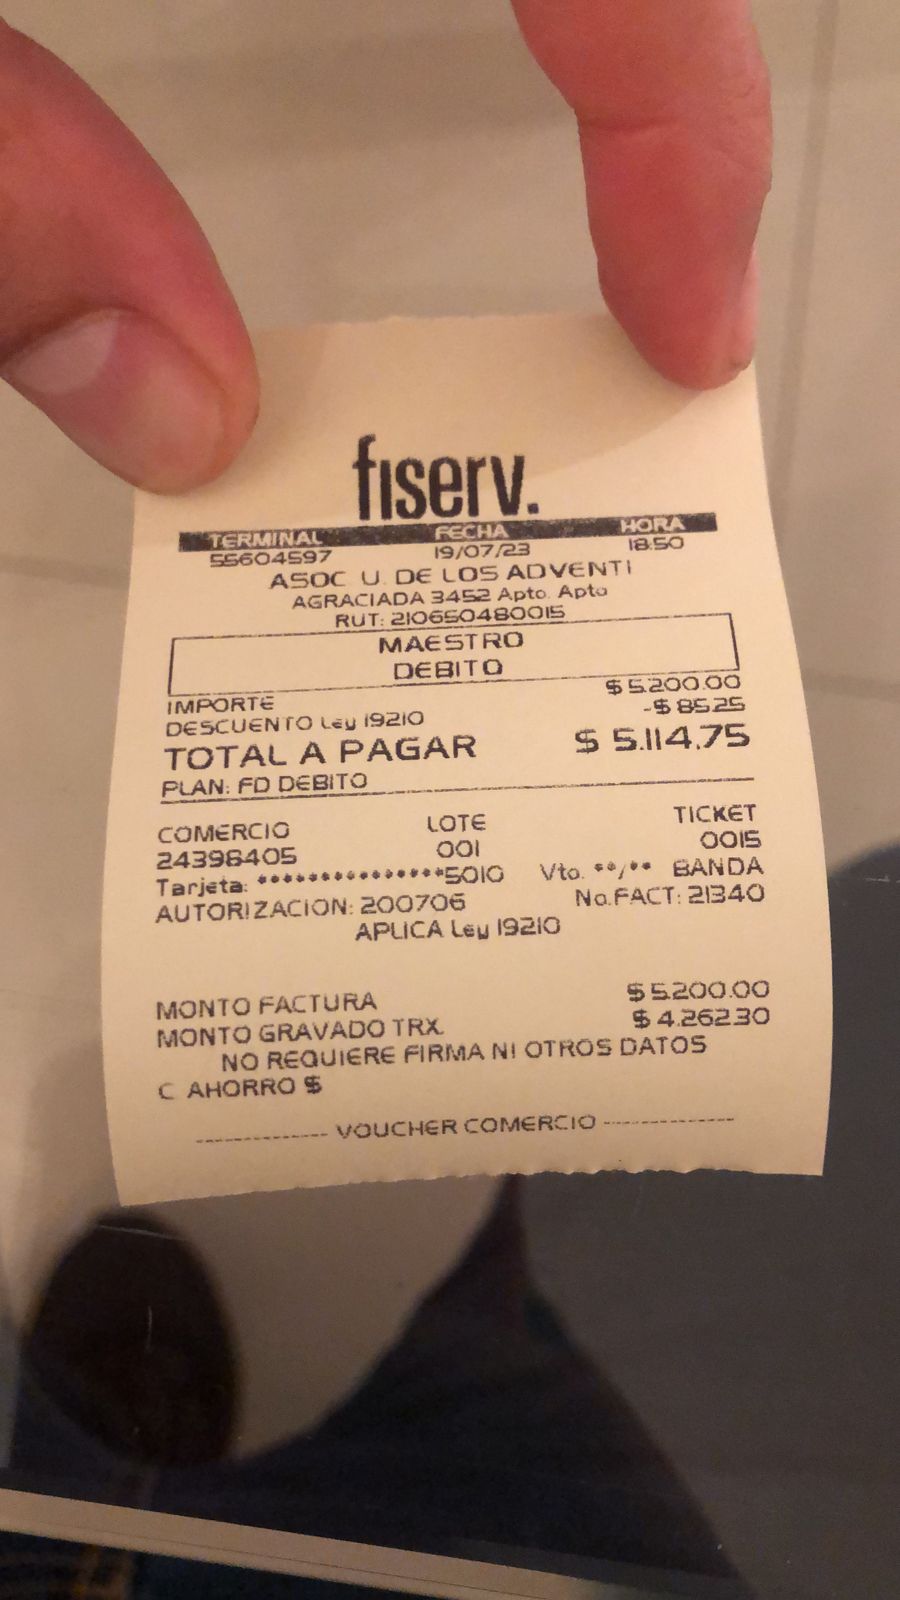 fiserv.
TERMINAL FECHA HORA
55604597 19/07/23 18:50
ASOC U. DE LOS ADVENTI
AGRACIADA 3452 Apto. Apto
RUT: 210650480015
MAESTRO
DEBITO
IMPORTE $ 5.200.00
DESCUENTO Ley 19210 -$ 85.25
TOTAL A PAGAR $ 5.114,75
PLAN: FD DEBITO
COMERCIO LOTE TICKET
24398405 001 0015
Tarjeta: ***************5010 Vto. **/** BANDA
AUTORIZACION: 200706 No.FACT: 21340
APLICA Ley 19210
MONTO FACTURA $ 5.200.00
MONTO GRAVADO TRX. $ 4.262.30
NO REQUIERE FIRMA NI OTROS DATOS
C AHORRO $
------------ VOUCHER COMERCIO ------------